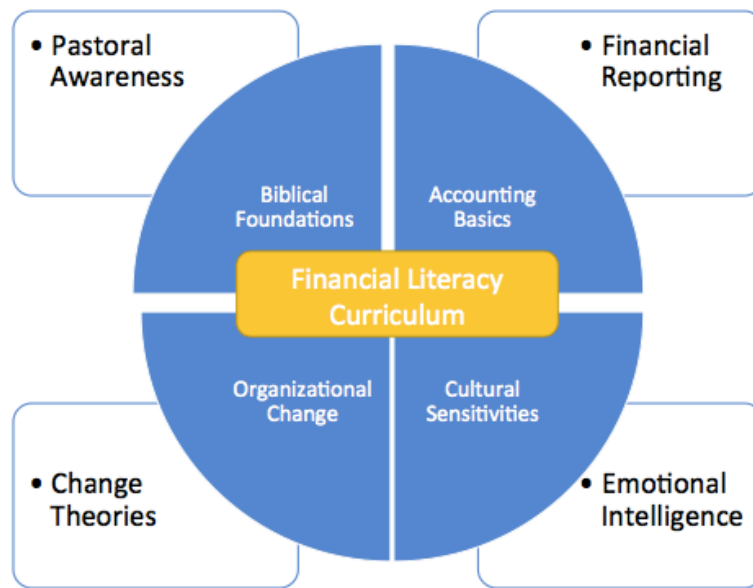 • Pastoral
Awareness
• Financial
Reporting
Biblical
Foundations
Accounting
Basics
Financial Literacy
Curriculum
Organizational
Change
Cultural
Sensitivities
• Change
Theories
• Emotional
Intelligence